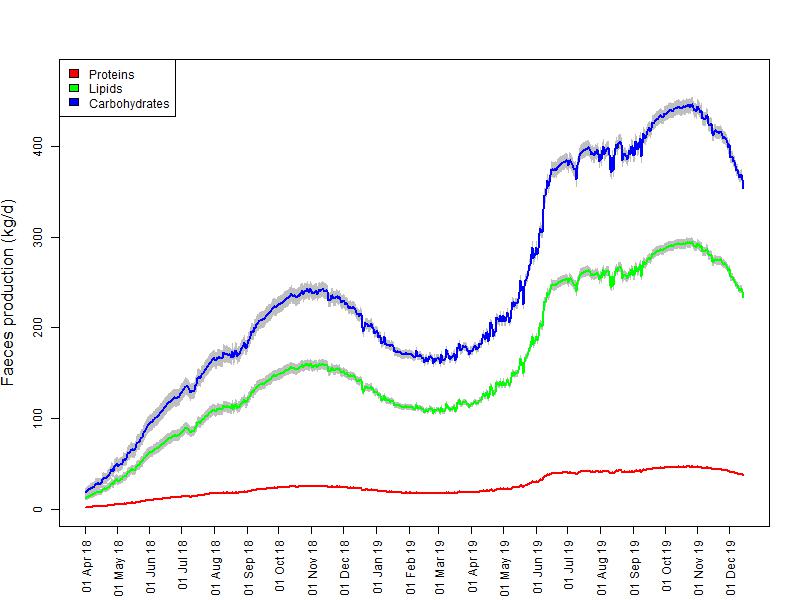 Proteins
Lipids
Carbohydrates
Faeces production (kg/d)
400
300
200
100
0
01 Apr 18
01 May 18
01 Jun 18
01 Jul 18
01 Aug 18
01 Sep 18
01 Oct 18
01 Nov 18
01 Dec 18
01 Jan 19
01 Feb 19
01 Mar 19
01 Apr 19
01 May 19
01 Jun 19
01 Jul 19
01 Aug 19
01 Sep 19
01 Oct 19
01 Nov 19
01 Dec 19